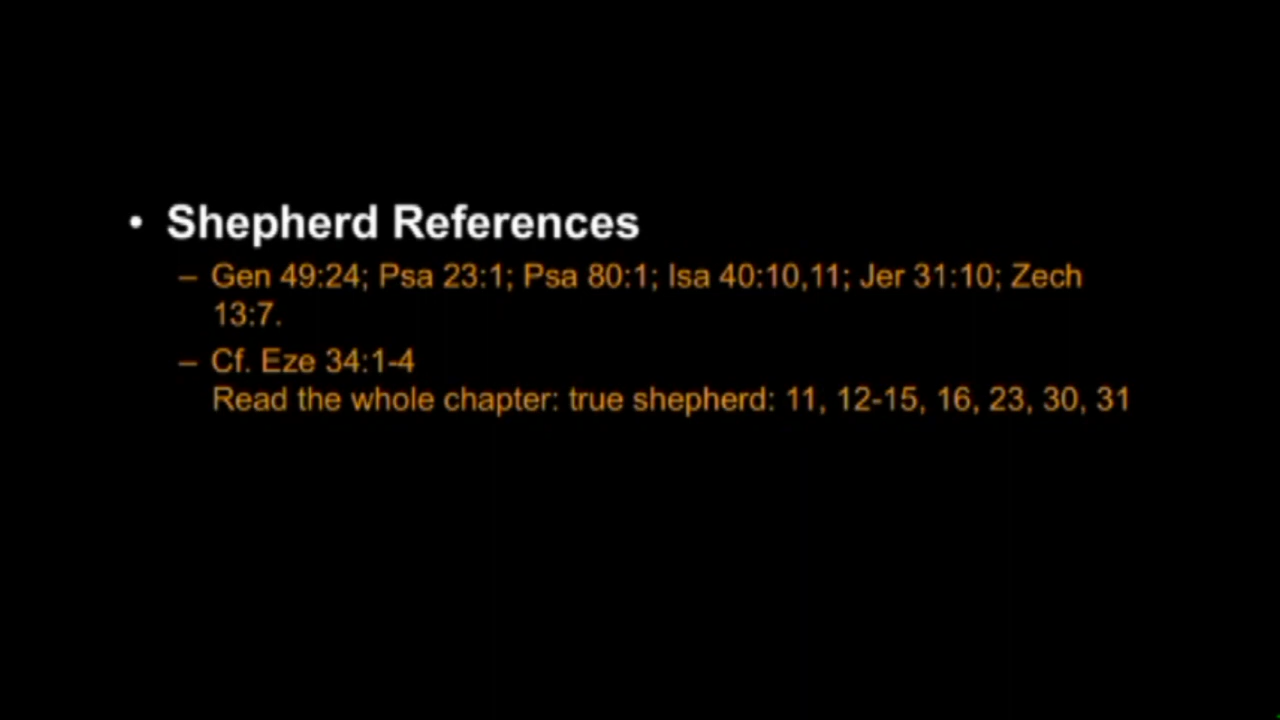 • Shepherd References
– Gen 49:24; Psa 23:1; Psa 80:1; Isa 40:10,11; Jer 31:10; Zech
13:7.
– Cf. Eze 34:1-4
Read the whole chapter: true shepherd: 11, 12-15, 16, 23, 30, 31